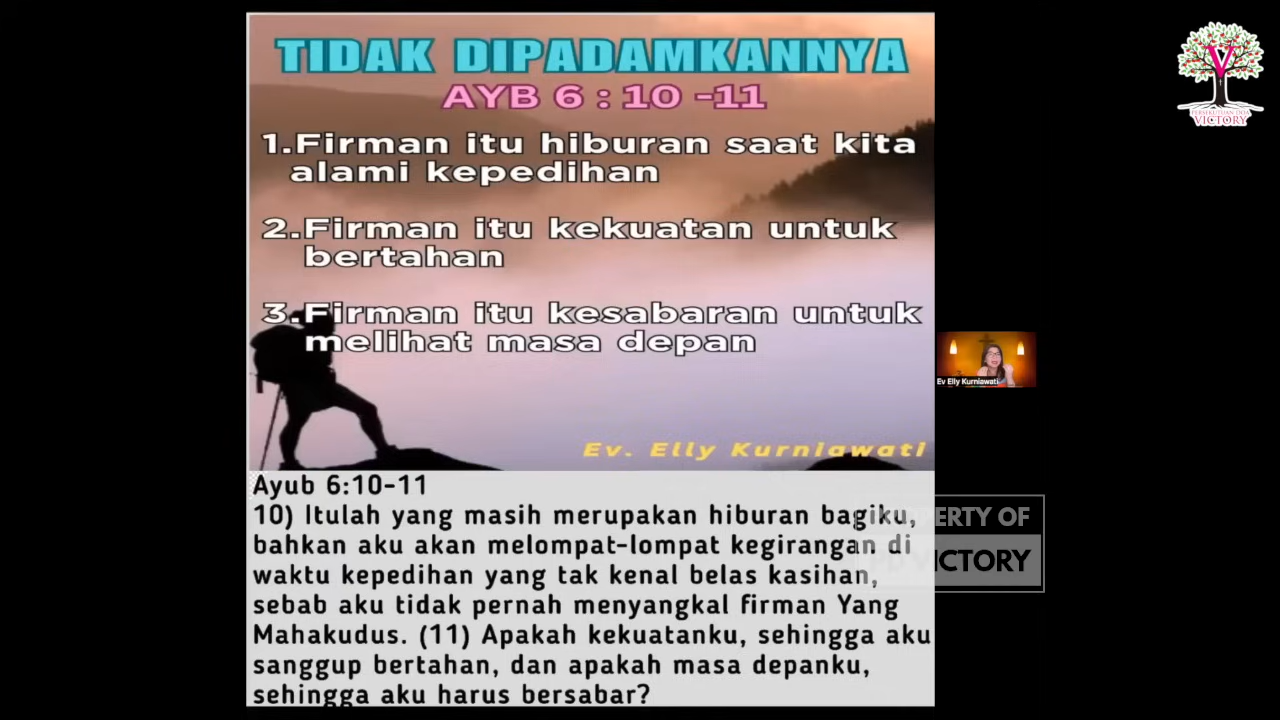 TIDAK DIPADAMKANNYA
AYB 6 : 10 -11
1.Firman itu hiburan saat kita
alami kepedihan
2.Firman itu kekuatan untuk
bertahan
3.Firman itu kesabaran untuk
melihat masa depan
Ev. Elly Kurniawati
Ayub 6:10-11
10) Itulah yang masih merupakan hiburan bagiku,
bahkan aku akan melompat-lompat kegirangan di
waktu kepedihan yang tak kenal belas kasihan,
sebab aku tidak pernah menyangkal firman Yang
Mahakudus. (11) Apakah kekuatanku, sehingga aku
sanggup bertahan, dan apakah masa depanku,
sehingga aku harus bersabar?
PERSEKUTUAN DOA
VICTORY
Ev Elly Kurniawati
PROPERTY OF
PD VICTORY